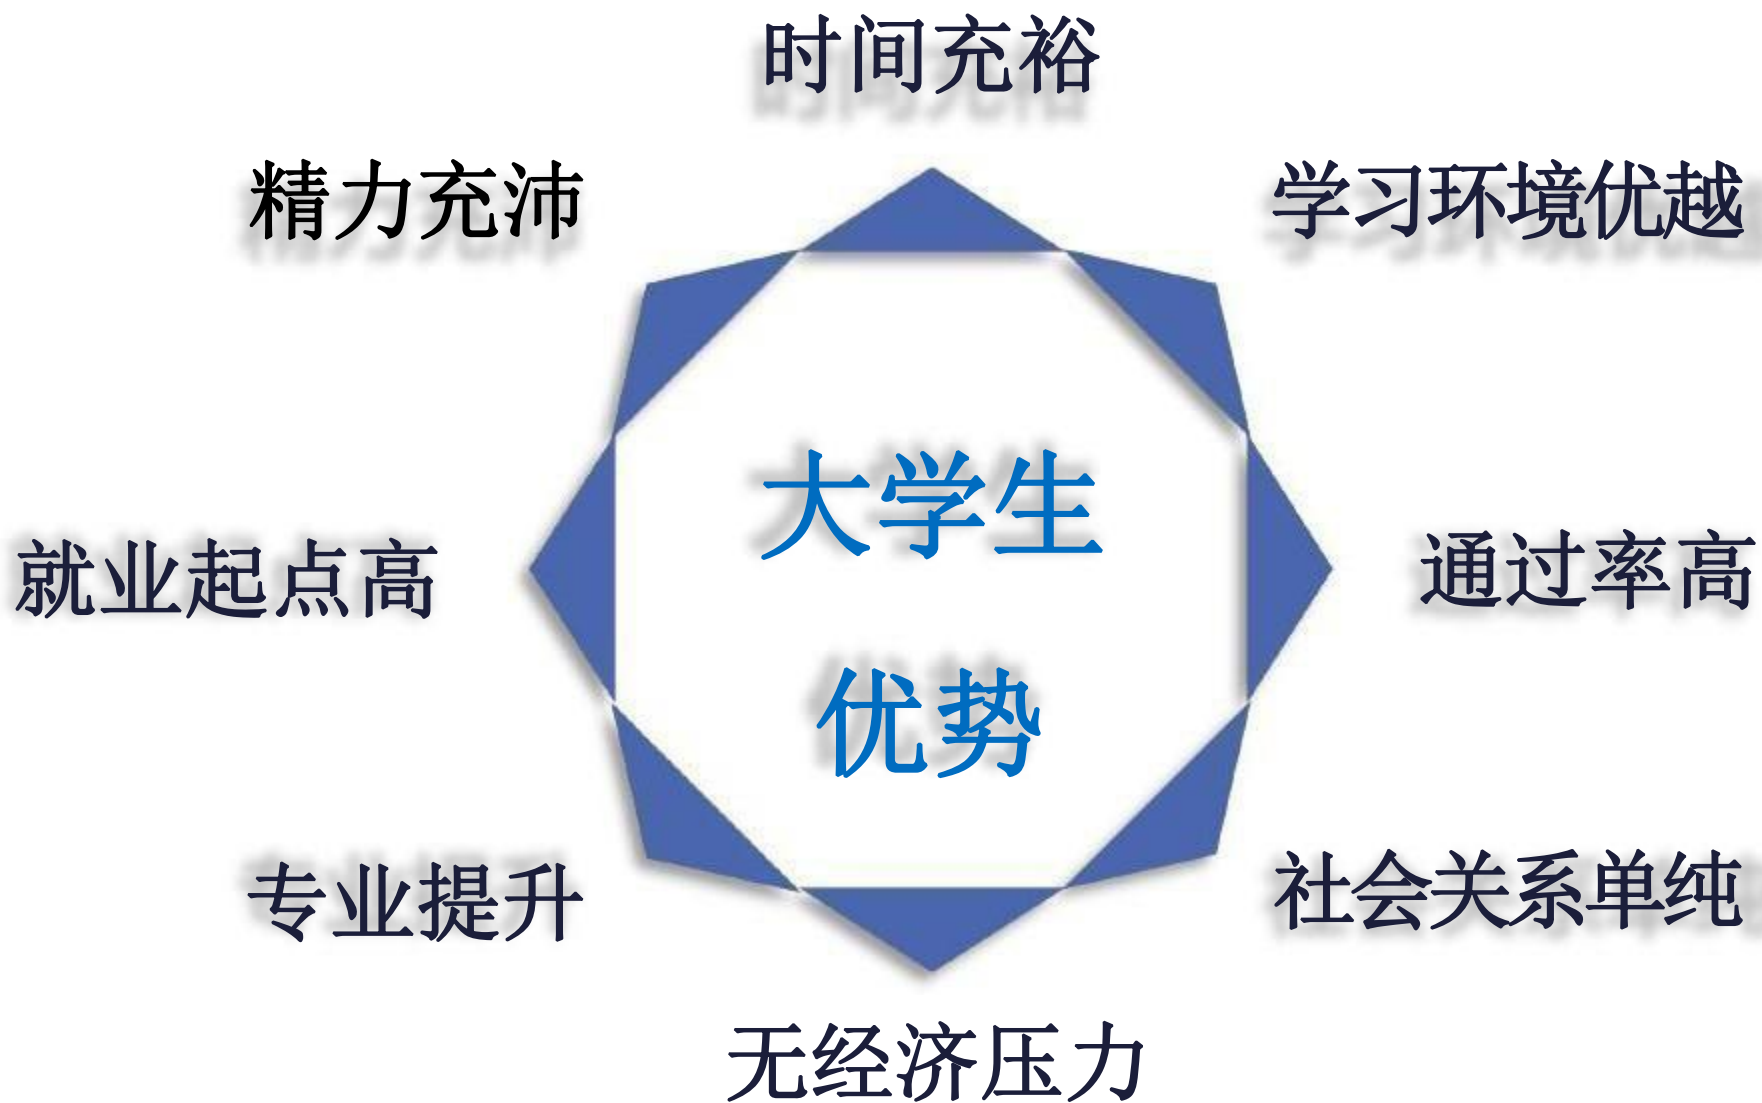 时间充裕
精力充沛
学习环境优越
大学生
优势
就业起点高
通过率高
专业提升
社会关系单纯
无经济压力